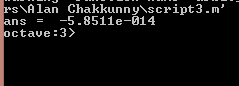 rs\Alan Chakkunny\script3.m'
ans = -5.8511e-014
octave:3>